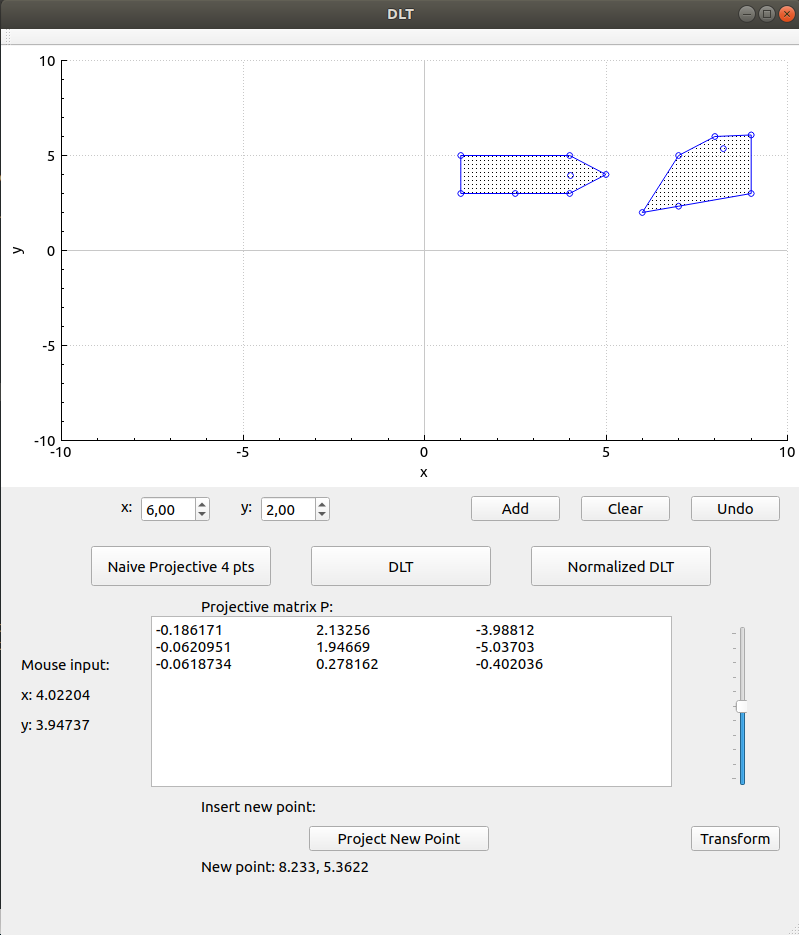 DLT
10
5
0
-5
-10
y
-10 -5 0 5 10
x
x: 6,00 y: 2,00 Add Clear Undo
Naive Projective 4 pts DLT Normalized DLT
Projective matrix P:
-0.186171 2.13256 -3.98812
-0.0620951 1.94669 -5.03703
-0.0618734 0.278162 -0.402036
Mouse input:
x: 4.02204
y: 3.94737
Insert new point:
Project New Point Transform
New point: 8.233, 5.3622